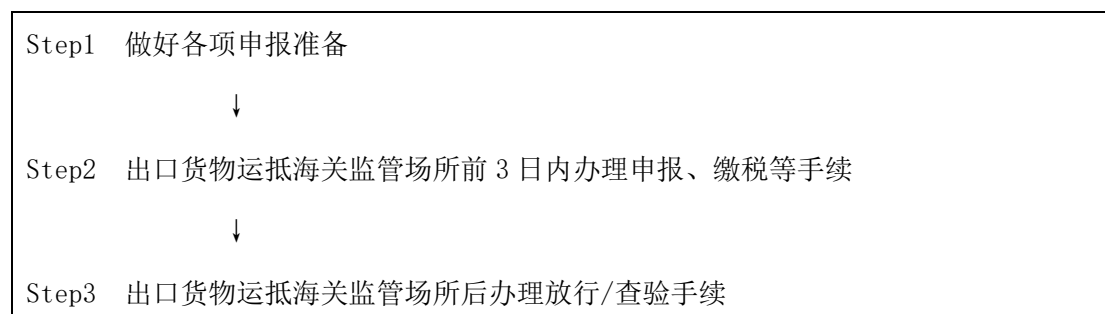 Step1 做好各项申报准备
↓
Step2 出口货物运抵海关监管场所前 3 日内办理申报、缴税等手续
↓
Step3 出口货物运抵海关监管场所后办理放行/查验手续